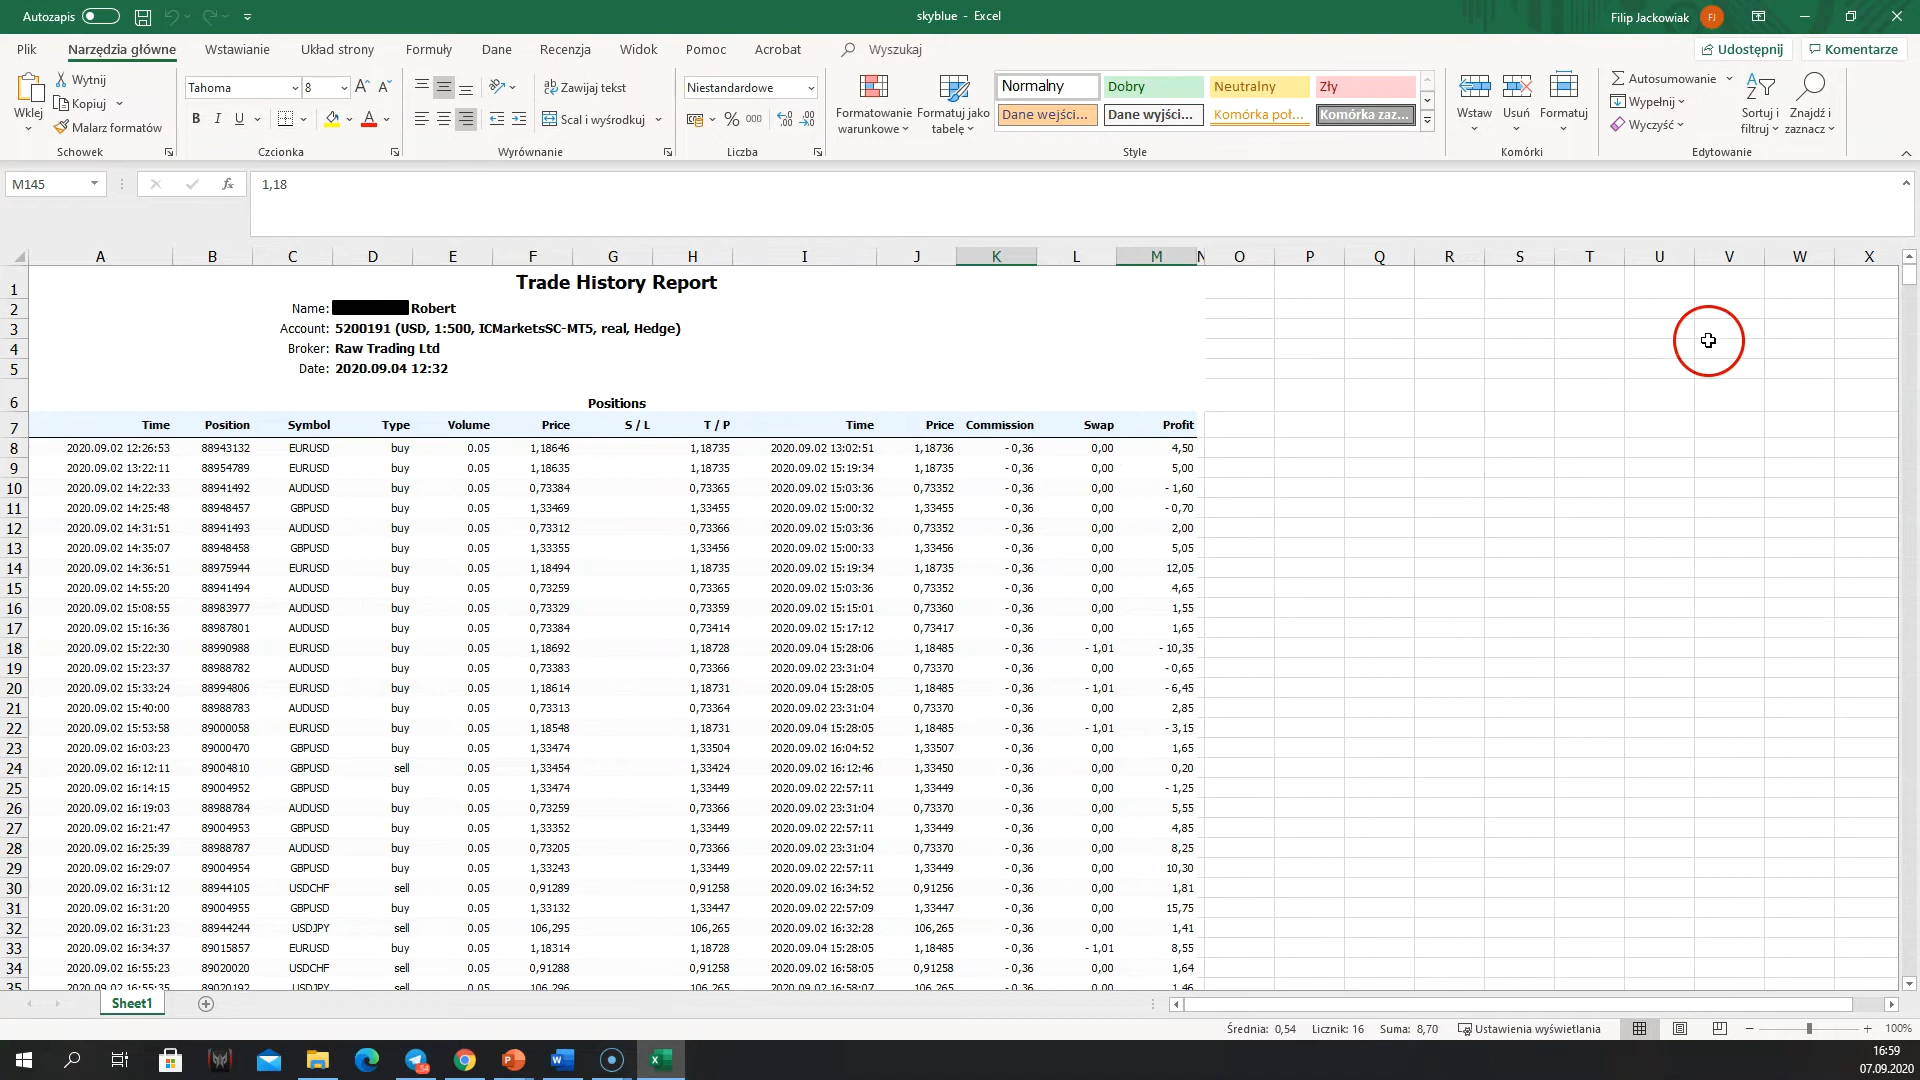 Autozapis
skyblue - Excel
Filip Jackowiak FJ
Plik Narzędzia główne Wstawianie Układ strony Formuły Dane Recenzja Widok Pomoc Acrobat Wyszukaj
Udostępnij Komentarze
Wklej
Wytnij
Kopiuj
Malarz formatów
Schowek
Tahoma 8
B I U
Czcionka
Zawijaj tekst
Scal i wyśrodkuj
Wyrównanie
Niestandardowe
% 000
Liczba
Formatowanie warunkowe
Formatuj jako tabelę
Normalny Dobry Neutralny Zły
Dane wejści... Dane wyjści... Komórka poł... Komórka zaz...
Style
Wstaw Usuń Formatuj
Komórki
Autosumowanie
Wypełnij
Wyczyść
Sortuj i filtruj
Znajdź i zaznacz
Edytowanie
M145 fx 1,18
A B C D E F G H I J K L M N O P Q R S T U V W X
1 Trade History Report
2 Name: Robert
3 Account: 5200191 (USD, 1:500, ICMarketsSC-MT5, real, Hedge)
4 Broker: Raw Trading Ltd
5 Date: 2020.09.04 12:32
6 Positions
7 Time Position Symbol Type Volume Price S / L T / P Time Price Commission Swap Profit
8 2020.09.02 12:26:53 88943132 EURUSD buy 0.05 1,18646 1,18735 2020.09.02 13:02:51 1,18736 - 0,36 0,00 4,50
9 2020.09.02 13:22:11 88954789 EURUSD buy 0.05 1,18635 1,18735 2020.09.02 15:19:34 1,18735 - 0,36 0,00 5,00
10 2020.09.02 14:22:33 88941492 AUDUSD buy 0.05 0,73384 0,73365 2020.09.02 15:03:36 0,73352 - 0,36 0,00 - 1,60
11 2020.09.02 14:25:48 88948457 GBPUSD buy 0.05 1,33469 1,33455 2020.09.02 15:00:32 1,33455 - 0,36 0,00 - 0,70
12 2020.09.02 14:31:51 88941493 AUDUSD buy 0.05 0,73312 0,73366 2020.09.02 15:03:36 0,73352 - 0,36 0,00 2,00
13 2020.09.02 14:35:07 88948458 GBPUSD buy 0.05 1,33355 1,33456 2020.09.02 15:00:33 1,33456 - 0,36 0,00 5,05
14 2020.09.02 14:36:51 88975944 EURUSD buy 0.05 1,18494 1,18735 2020.09.02 15:19:34 1,18735 - 0,36 0,00 12,05
15 2020.09.02 14:55:20 88941494 AUDUSD buy 0.05 0,73259 0,73365 2020.09.02 15:03:36 0,73352 - 0,36 0,00 4,65
16 2020.09.02 15:08:55 88983977 AUDUSD buy 0.05 0,73329 0,73359 2020.09.02 15:15:01 0,73360 - 0,36 0,00 1,55
17 2020.09.02 15:16:36 88987801 AUDUSD buy 0.05 0,73384 0,73414 2020.09.02 15:17:12 0,73417 - 0,36 0,00 1,65
18 2020.09.02 15:22:30 88990988 EURUSD buy 0.05 1,18692 1,18728 2020.09.04 15:28:06 1,18485 - 0,36 - 1,01 - 10,35
19 2020.09.02 15:23:37 88988782 AUDUSD buy 0.05 0,73383 0,73366 2020.09.02 23:31:04 0,73370 - 0,36 0,00 - 0,65
20 2020.09.02 15:33:24 88994806 EURUSD buy 0.05 1,18614 1,18731 2020.09.04 15:28:05 1,18485 - 0,36 - 1,01 - 6,45
21 2020.09.02 15:40:00 88988783 AUDUSD buy 0.05 0,73313 0,73364 2020.09.02 23:31:04 0,73370 - 0,36 0,00 2,85
22 2020.09.02 15:53:58 89000058 EURUSD buy 0.05 1,18548 1,18731 2020.09.04 15:28:05 1,18485 - 0,36 - 1,01 - 3,15
23 2020.09.02 16:03:23 89000470 GBPUSD buy 0.05 1,33474 1,33504 2020.09.02 16:04:52 1,33507 - 0,36 0,00 1,65
24 2020.09.02 16:12:11 89004810 GBPUSD sell 0.05 1,33454 1,33424 2020.09.02 16:12:46 1,33450 - 0,36 0,00 0,20
25 2020.09.02 16:14:15 89004952 GBPUSD buy 0.05 1,33474 1,33449 2020.09.02 22:57:11 1,33449 - 0,36 0,00 - 1,25
26 2020.09.02 16:19:03 88988784 AUDUSD buy 0.05 0,73259 0,73366 2020.09.02 23:31:04 0,73370 - 0,36 0,00 5,55
27 2020.09.02 16:21:47 89004953 GBPUSD buy 0.05 1,33352 1,33449 2020.09.02 22:57:11 1,33449 - 0,36 0,00 4,85
28 2020.09.02 16:25:39 88988787 AUDUSD buy 0.05 0,73205 0,73366 2020.09.02 23:31:04 0,73370 - 0,36 0,00 8,25
29 2020.09.02 16:29:07 89004954 GBPUSD buy 0.05 1,33243 1,33449 2020.09.02 22:57:11 1,33449 - 0,36 0,00 10,30
30 2020.09.02 16:31:12 88944105 USDCHF sell 0.05 0,91289 0,91258 2020.09.02 16:34:52 0,91256 - 0,36 0,00 1,81
31 2020.09.02 16:31:20 89004955 GBPUSD buy 0.05 1,33132 1,33447 2020.09.02 22:57:09 1,33447 - 0,36 0,00 15,75
32 2020.09.02 16:31:23 88944244 USDJPY sell 0.05 106,295 106,265 2020.09.02 16:32:28 106,265 - 0,36 0,00 1,41
33 2020.09.02 16:34:37 89015857 EURUSD buy 0.05 1,18314 1,18728 2020.09.04 15:28:05 1,18485 - 0,36 - 1,01 8,55
34 2020.09.02 16:55:23 89020020 USDCHF sell 0.05 0,91288 0,91258 2020.09.02 16:58:05 0,91258 - 0,36 0,00 1,64
35 2020.09.02 16:55:35 89020192 USDJPY sell 0.05 106,296 106,265 2020.09.02 16:58:07 106,265 - 0,36 0,00 1,46
Sheet1
Średnia: 0,54 Licznik: 16 Suma: 8,70 Ustawienia wyświetlania 100%
16:59
07.09.2020